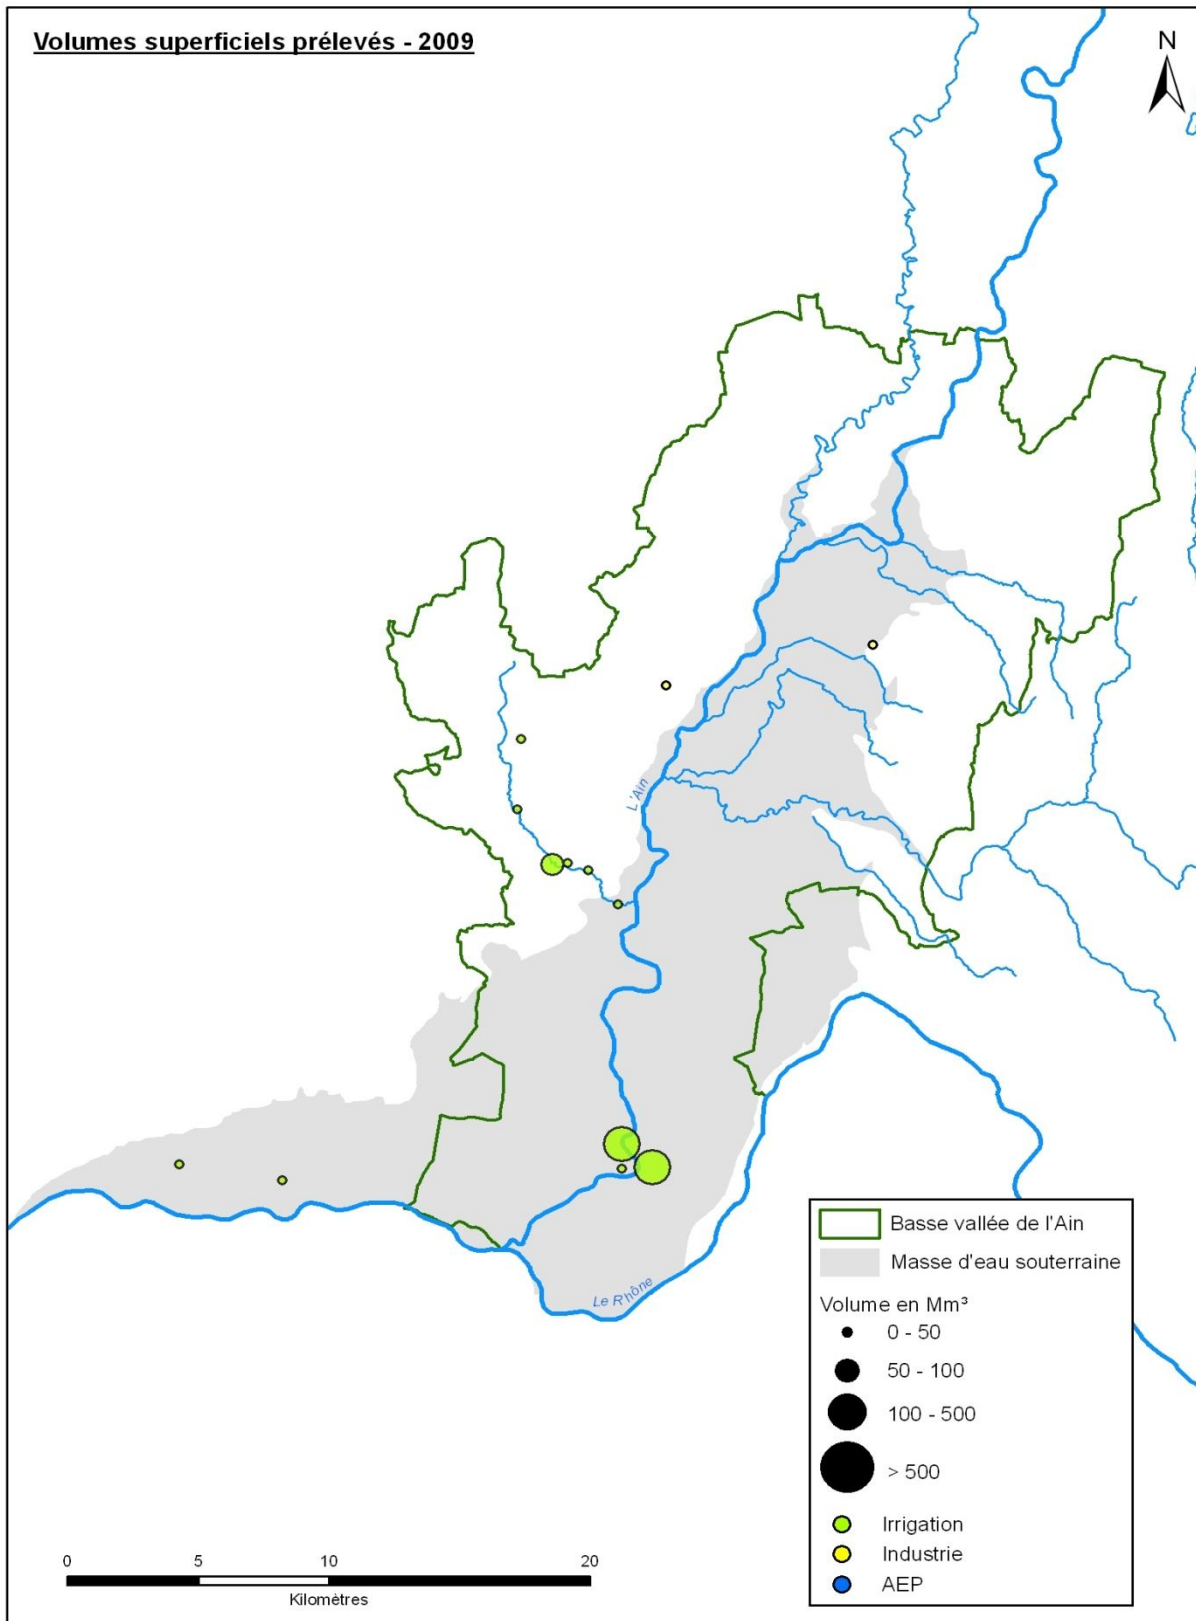 Volumes superficiels prélevés - 2009
N
L'Ain
Le Rhône
Basse vallée de l'Ain
Masse d'eau souterraine
Volume en Mm³
0 - 50
50 - 100
100 - 500
> 500
Irrigation
Industrie
AEP
0 5 10 20
Kilomètres